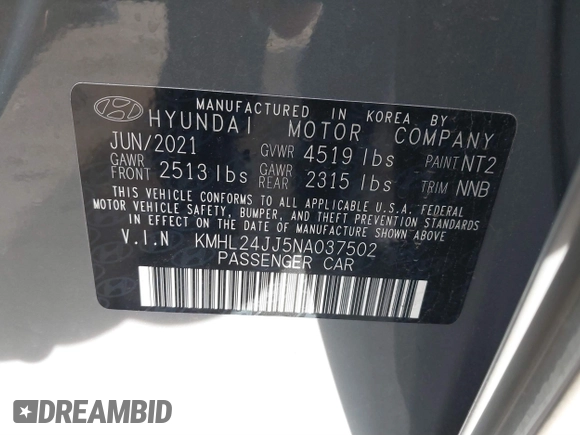 MANUFACTURED IN KOREA BY
HYUNDAI MOTOR COMPANY
JUN/2021 GVWR 4519 lbs PAINT NT2
GAWR FRONT 2513 lbs GAWR REAR 2315 lbs TRIM NNB
THIS VEHICLE CONFORMS TO ALL APPLICABLE U.S.A. FEDERAL
MOTOR VEHICLE SAFETY, BUMPER, AND THEFT PREVENTION STANDARDS
IN EFFECT ON THE DATE OF MANUFACTURE SHOWN ABOVE
V.I.N KMHL24JJ5NA037502
PASSENGER CAR
DREAMBID